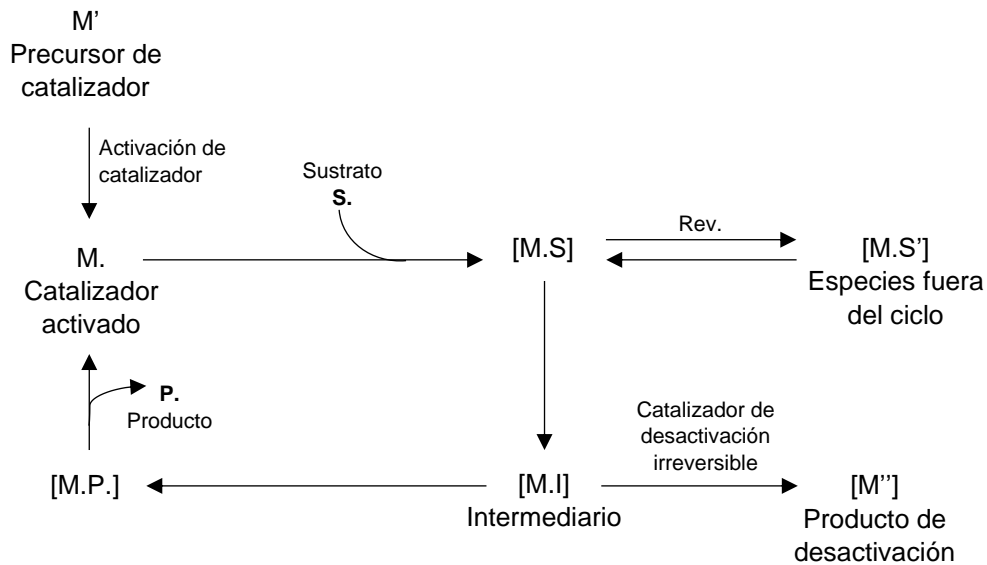 M'
Precursor de
catalizador
Activación de
catalizador
Sustrato
S.
M.
Catalizador
activado
[M.S]
Rev.
[M.S’]
Especies fuera
del ciclo
P.
Producto
Catalizador de
desactivación
irreversible
[M.P.]
[M.I]
Intermediario
[M'']
Producto de
desactivación